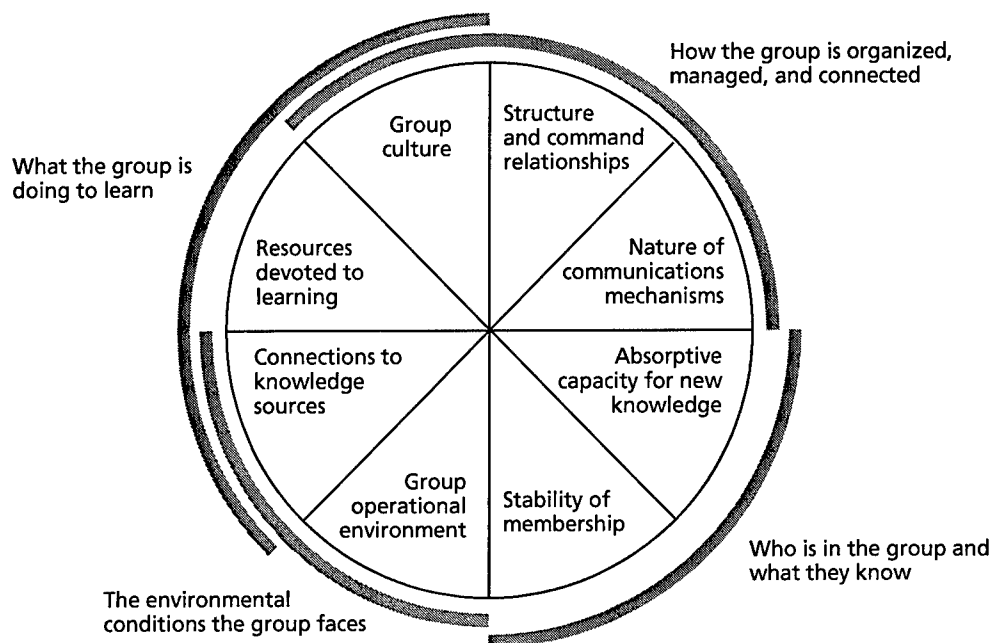 How the group is organized,
managed, and connected
Structure
and command
relationships
Group
culture
What the group is
doing to learn
Resources
devoted to
learning
Nature of
communications
mechanisms
Connections to
knowledge
sources
Absorptive
capacity for new
knowledge
Group
operational
environment
Stability of
membership
Who is in the group and
what they know
The environmental
conditions the group faces